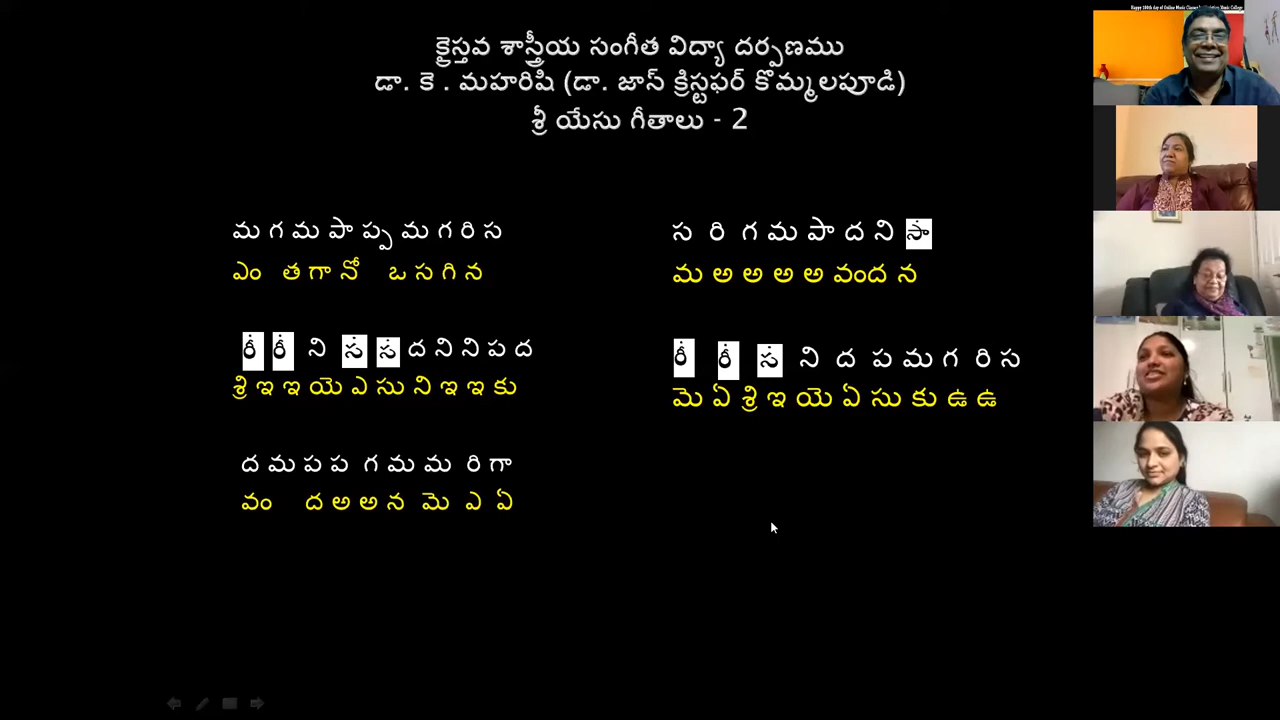 క్రైస్తవ శాస్త్రీయ సంగీత విద్యా దర్పణము
డా. కె . మహరిషి (డా. జాస్ క్రిస్టఫర్ కొమ్మలపూడి)
శ్రీ యేసు గీతాలు - 2
మ గ మ పా ప్ప మ గ రి స
ఎం త గా నో ఒ స గి న
రీ̇ రీ̇ ని స̇ స̇ ద ని ని ప ద
శ్రి ఇ ఇ యె ఎ సు ని ఇ ఇ కు
ద మ ప ప గ మ మ రి గా
వం ద అ అ న మె ఎ ఏ
స రి గ మ పా ద ని సా̇
మ అ అ అ అ వంద న
రీ̇ రీ̇ స̇ ని ద ప మ గ రి స
మె ఏ శ్రి ఇ యె ఏ సు కు ఉ ఉ